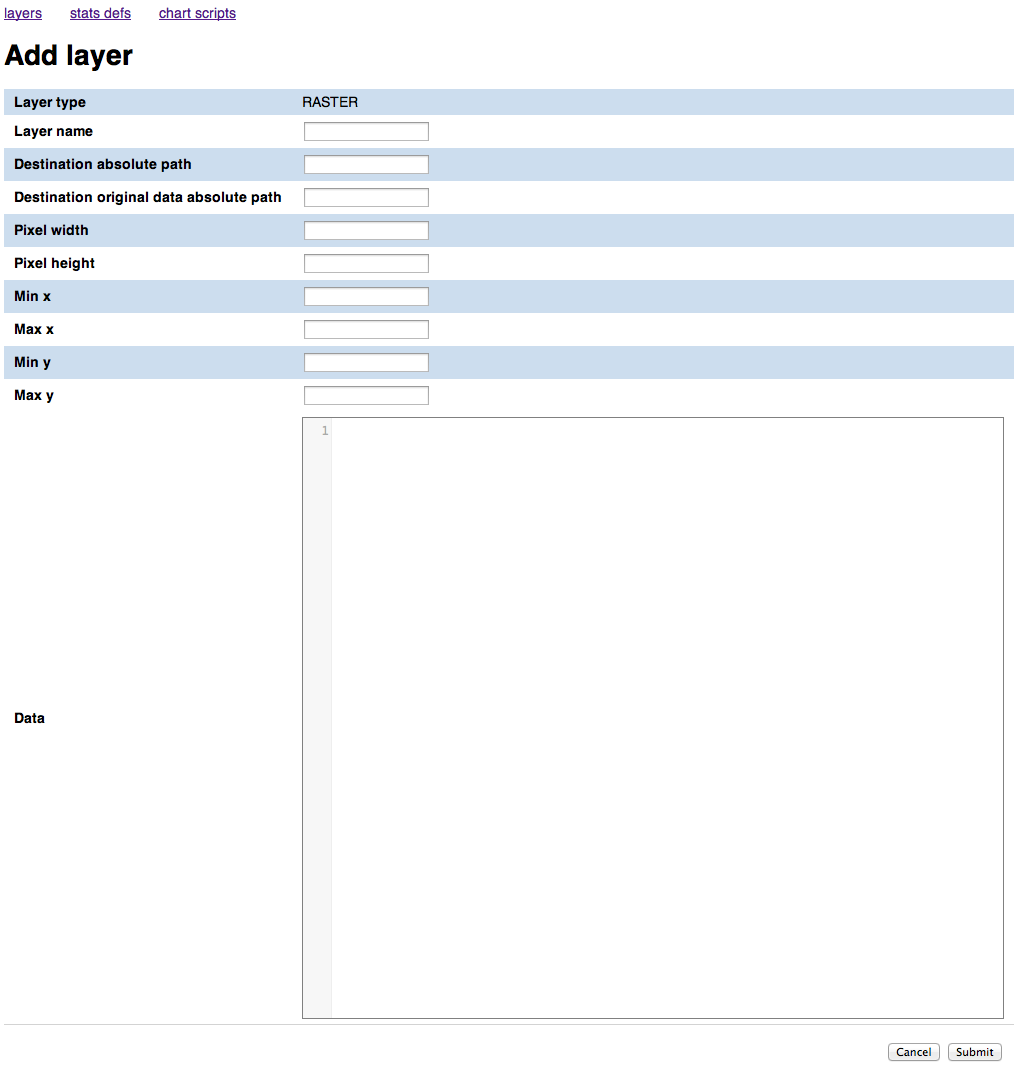 layers stats defs chart scripts
Add layer
Layer type RASTER
Layer name
Destination absolute path
Destination original data absolute path
Pixel width
Pixel height
Min x
Max x
Min y
Max y
1
Data
Cancel Submit